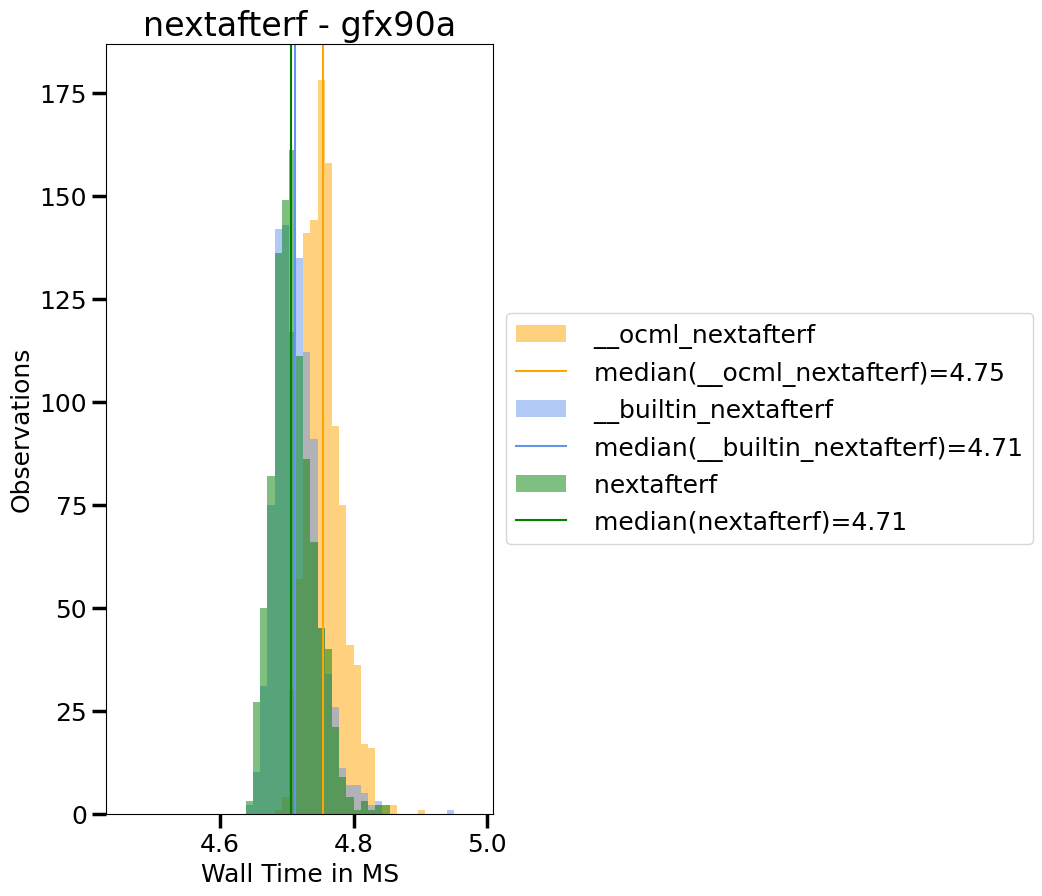 nextafterf - gfx90a
175
150
125
100
75
50
25
0
Observations
4.6 4.8 5.0
Wall Time in MS
__ocml_nextafterf
median(__ocml_nextafterf)=4.75
__builtin_nextafterf
median(__builtin_nextafterf)=4.71
nextafterf
median(nextafterf)=4.71